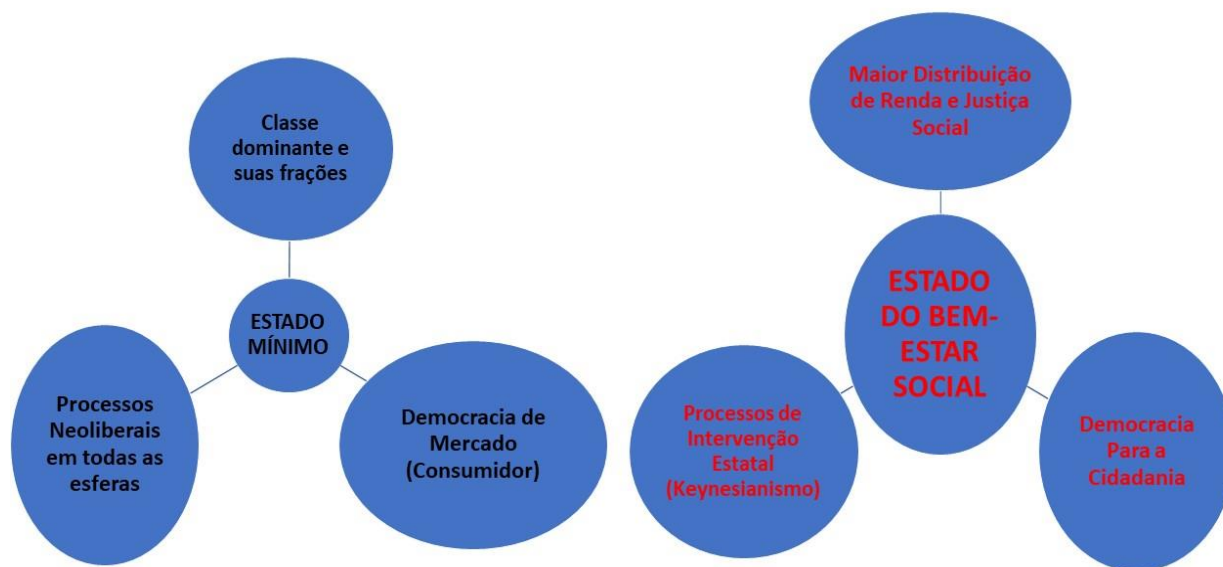 Classe
dominante e
suas frações
ESTADO
MÍNIMO
Processos
Neoliberais
em todas as
esferas
Democracia de
Mercado
(Consumidor)
Maior Distribuição
de Renda e Justiça
Social
ESTADO
DO BEM-
ESTAR
SOCIAL
Processos de
Intervenção
Estatal
(Keynesianismo)
Democracia
Para a
Cidadania